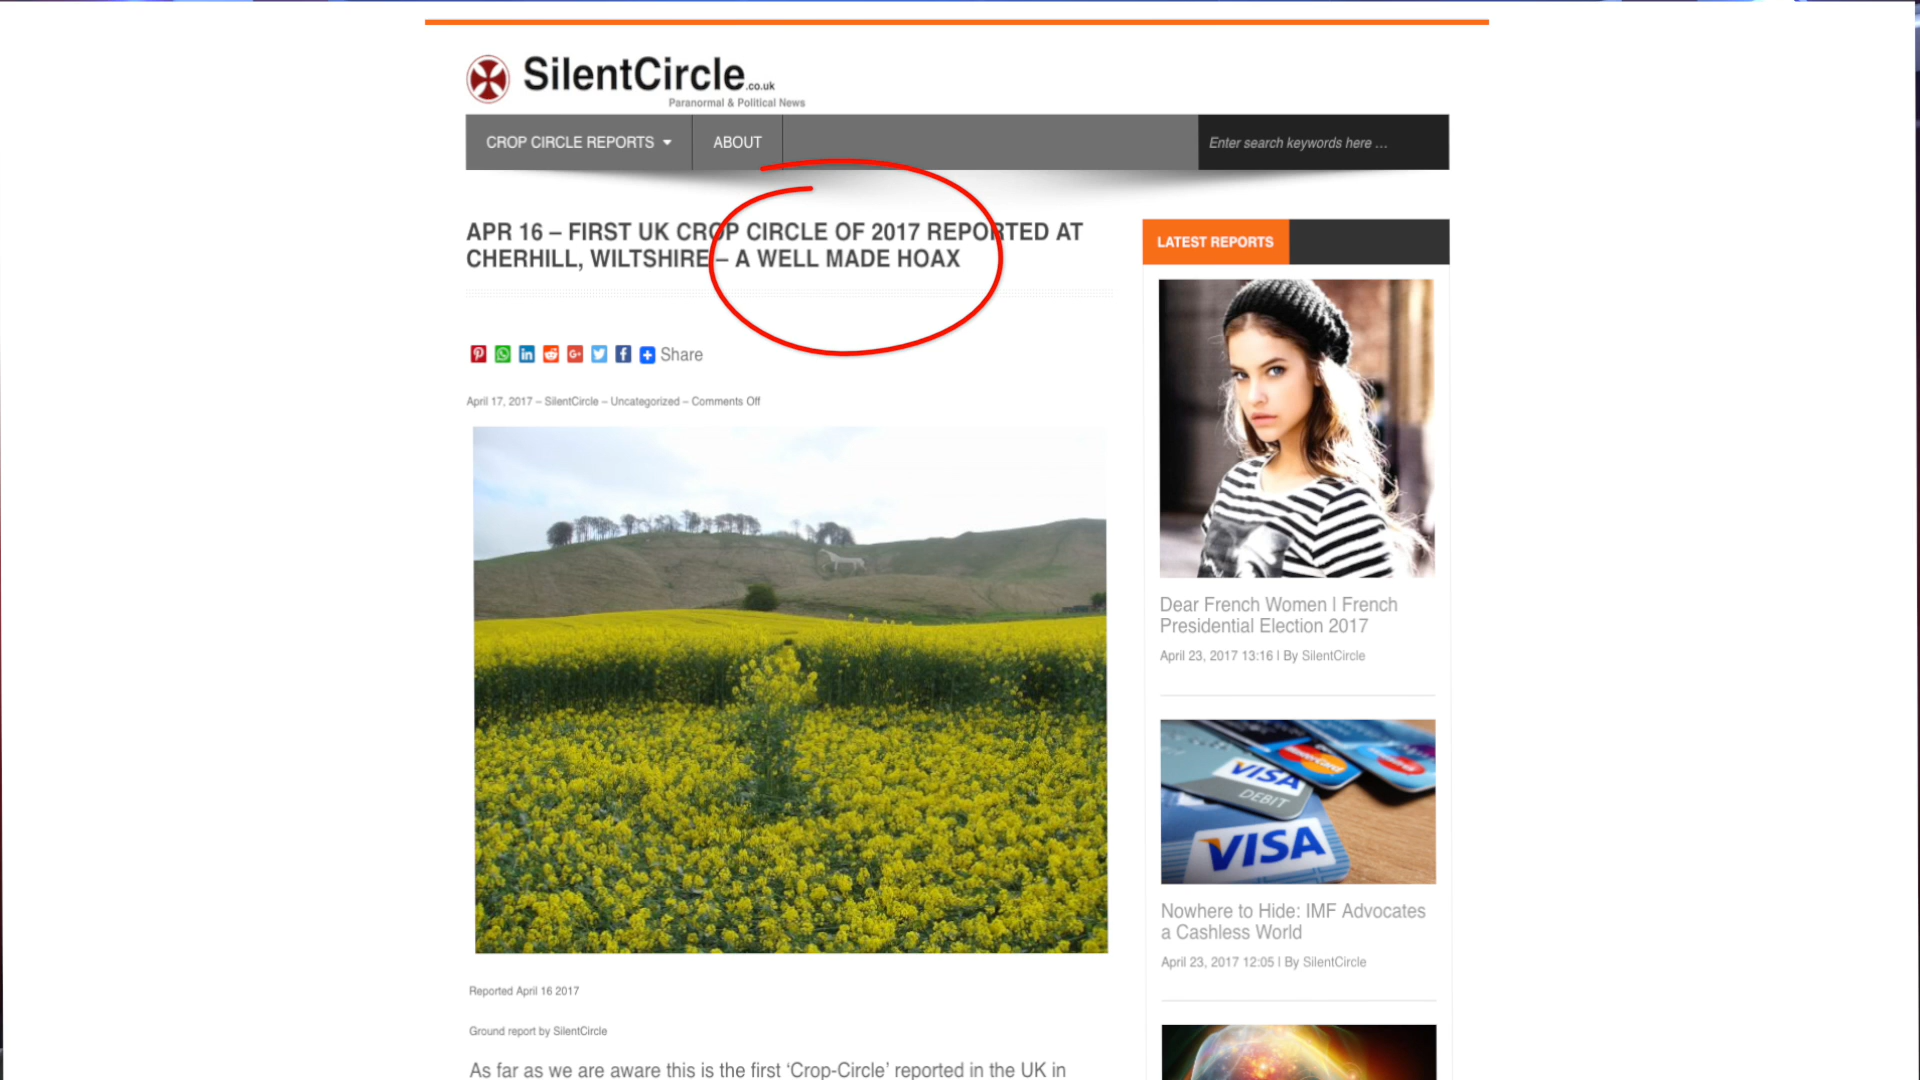 SilentCircle.co.uk
Paranormal & Political News
CROP CIRCLE REPORTS
ABOUT
Enter search keywords here ...
APR 16 – FIRST UK CROP CIRCLE OF 2017 REPORTED AT
CHERHILL, WILTSHIRE – A WELL MADE HOAX
Share
April 17, 2017 – SilentCircle – Uncategorized – Comments Off
Reported April 16 2017
Ground report by SilentCircle
As far as we are aware this is the first ‘Crop-Circle’ reported in the UK in
LATEST REPORTS
Dear French Women | French
Presidential Election 2017
April 23, 2017 13:16 | By SilentCircle
VISA
DEBIT
MasterCard
VISA
Nowhere to Hide: IMF Advocates
a Cashless World
April 23, 2017 12:05 | By SilentCircle